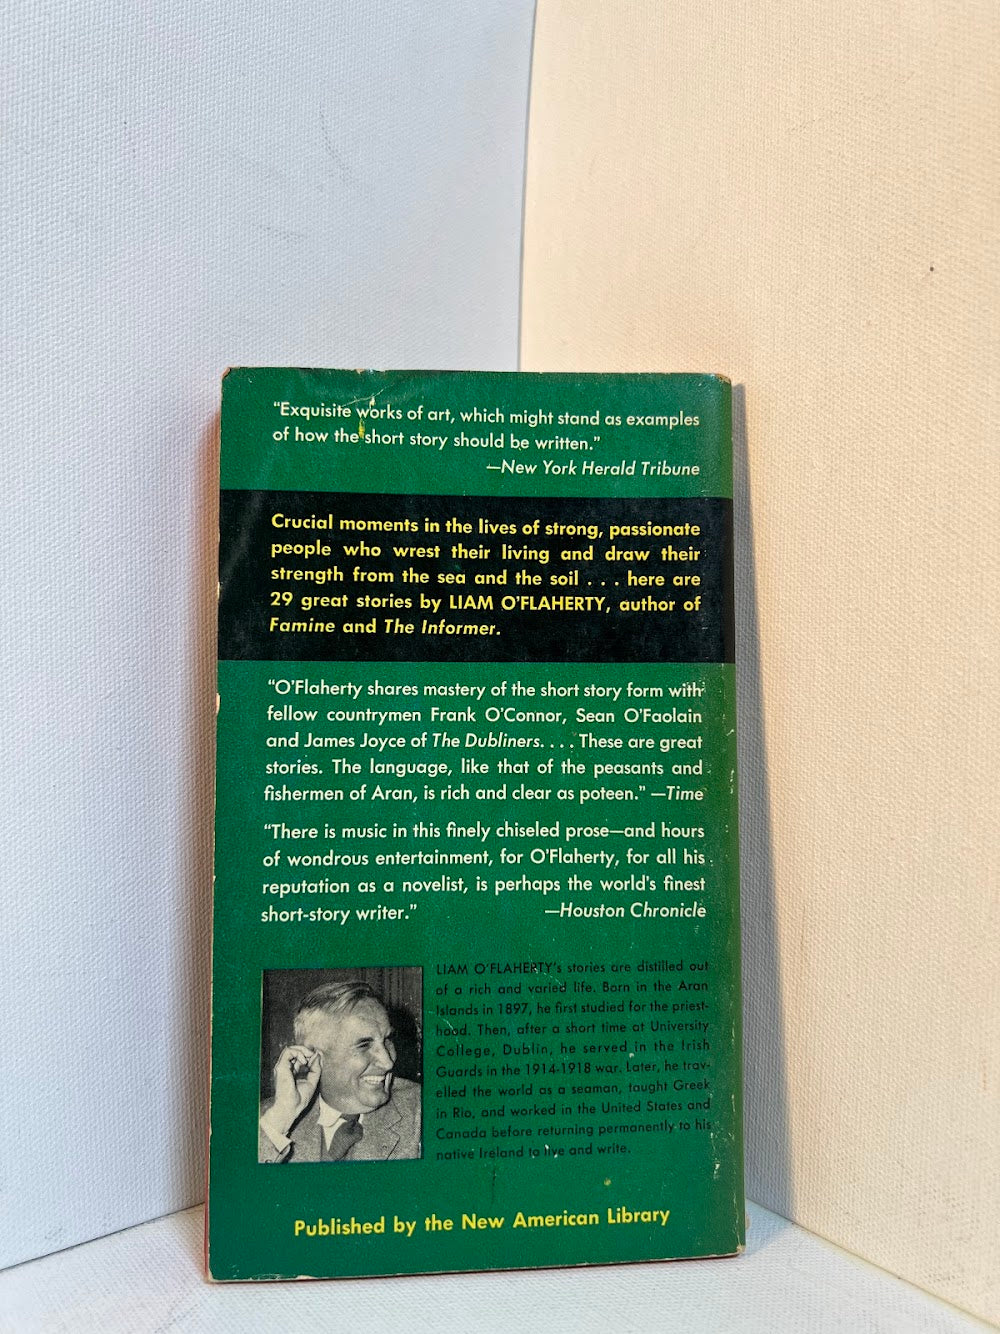 "Exquisite works of art, which might stand as examples
of how the short story should be written."
—New York Herald Tribune
Crucial moments in the lives of strong, passionate
people who wrest their living and draw their
strength from the sea and the soil . . . here are
29 great stories by LIAM O'FLAHERTY, author of
Famine and The Informer.
"O'Flaherty shares mastery of the short story form with
fellow countrymen Frank O'Connor, Sean O'Faolain
and James Joyce of The Dubliners. . . . These are great
stories. The language, like that of the peasants and
fishermen of Aran, is rich and clear as poteen." —Time
"There is music in this finely chiseled prose—and hours
of wondrous entertainment, for O'Flaherty, for all his
reputation as a novelist, is perhaps the world's finest
short-story writer." —Houston Chronicle
LIAM O'FLAHERTY's stories are distilled out
of a rich and varied life. Born in the Aran
Islands in 1897, he first studied for the priest-
hood. Then, after a short time at University
College, Dublin, he served in the Irish
Guards in the 1914-1918 war. Later, he trav-
elled the world as a seaman, taught Greek
in Rio, and worked in the United States and
Canada before returning permanently to his
native Ireland to live and write.
Published by the New American Library